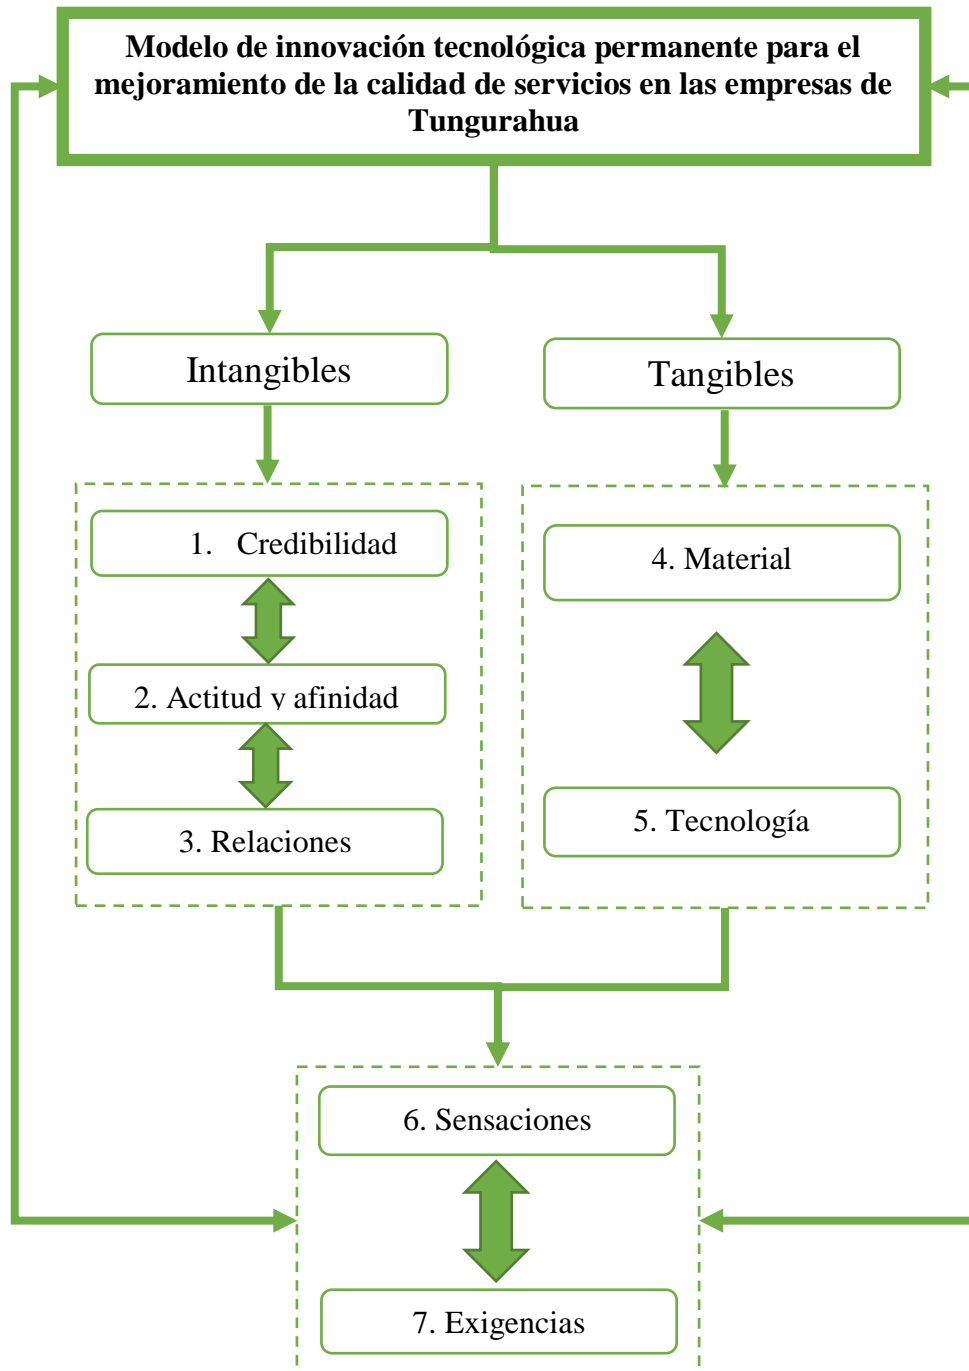 Modelo de innovación tecnológica permanente para el
mejoramiento de la calidad de servicios en las empresas de
Tungurahua
Intangibles
Tangibles
1. Credibilidad
2. Actitud y afinidad
3. Relaciones
4. Material
5. Tecnología
6. Sensaciones
7. Exigencias